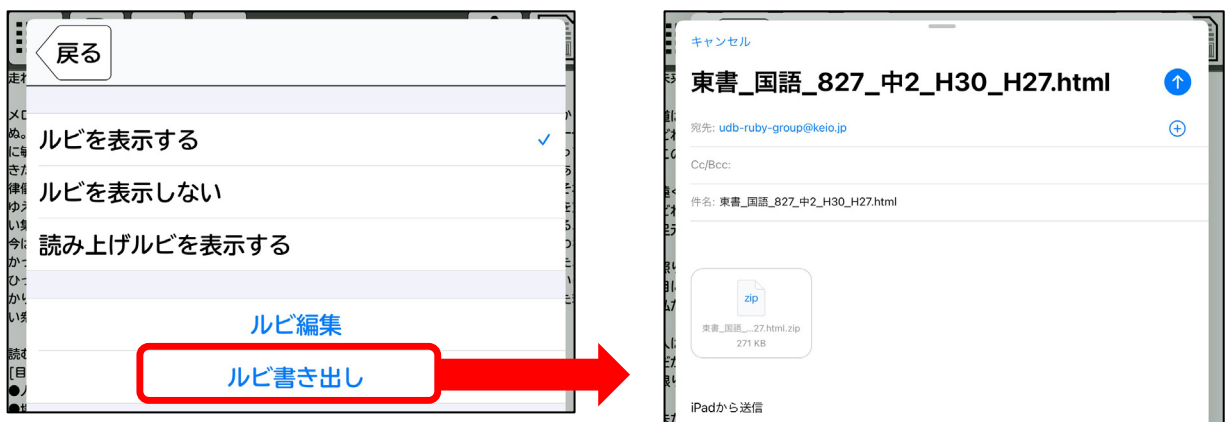 戻る
ルビを表示する
ルビを表示しない
読み上げルビを表示する
ルビ編集
ルビ書き出し
キャンセル
東書_国語_827_中2_H30_H27.html
宛先: udb-ruby-group@keio.jp
Cc/Bcc:
件名: 東書_国語_827_中2_H30_H27.html
zip
東書_国語_...27.html.zip
271 KB
iPadから送信